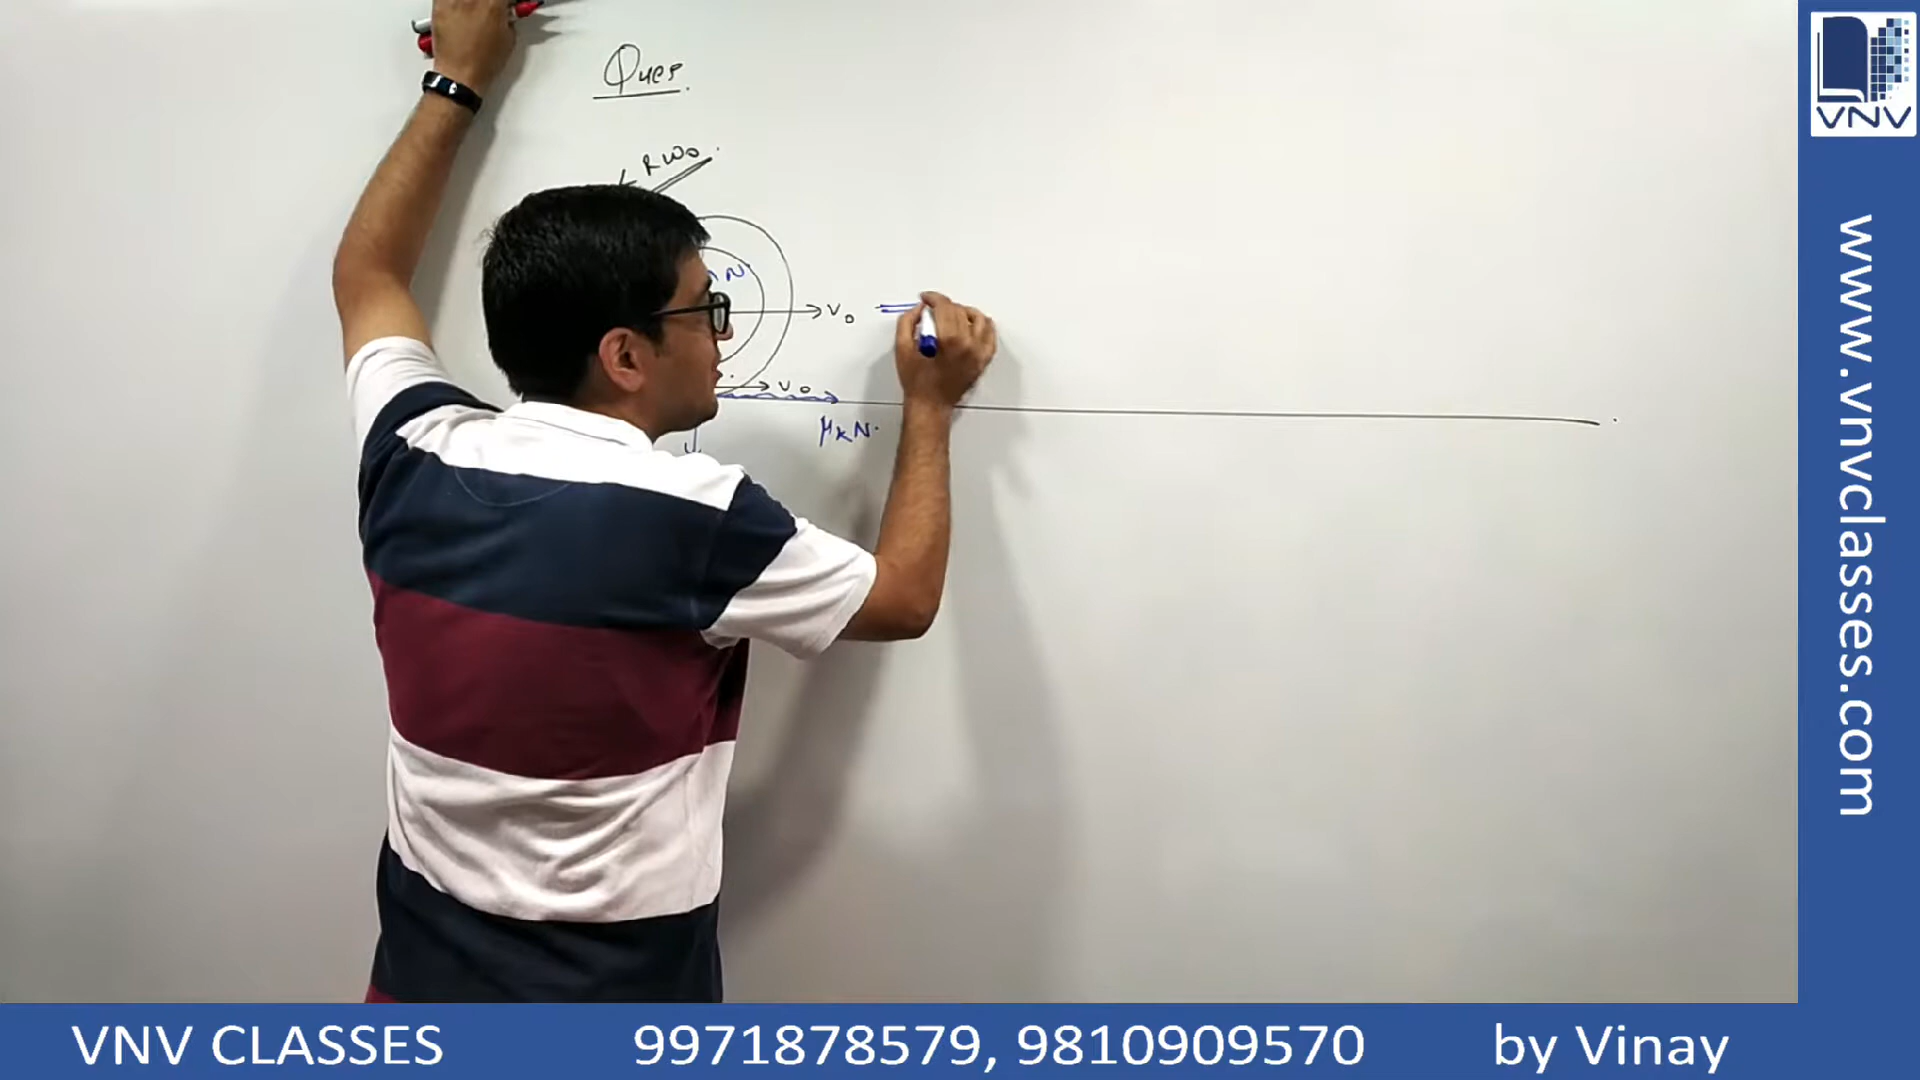 Ques.
Rω₀
N
v₀
v₀
μₖN.
VNV
www.vnvclasses.com
VNV CLASSES 9971878579, 9810909570 by Vinay